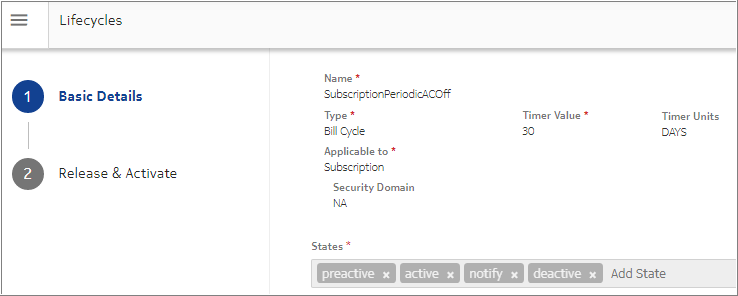 Lifecycles
1 Basic Details
2 Release & Activate
Name *
SubscriptionPeriodicACOff
Type * Timer Value * Timer Units
Bill Cycle 30 DAYS
Applicable to *
Subscription
Security Domain
NA
States *
preactive × active × notify × deactive × Add State